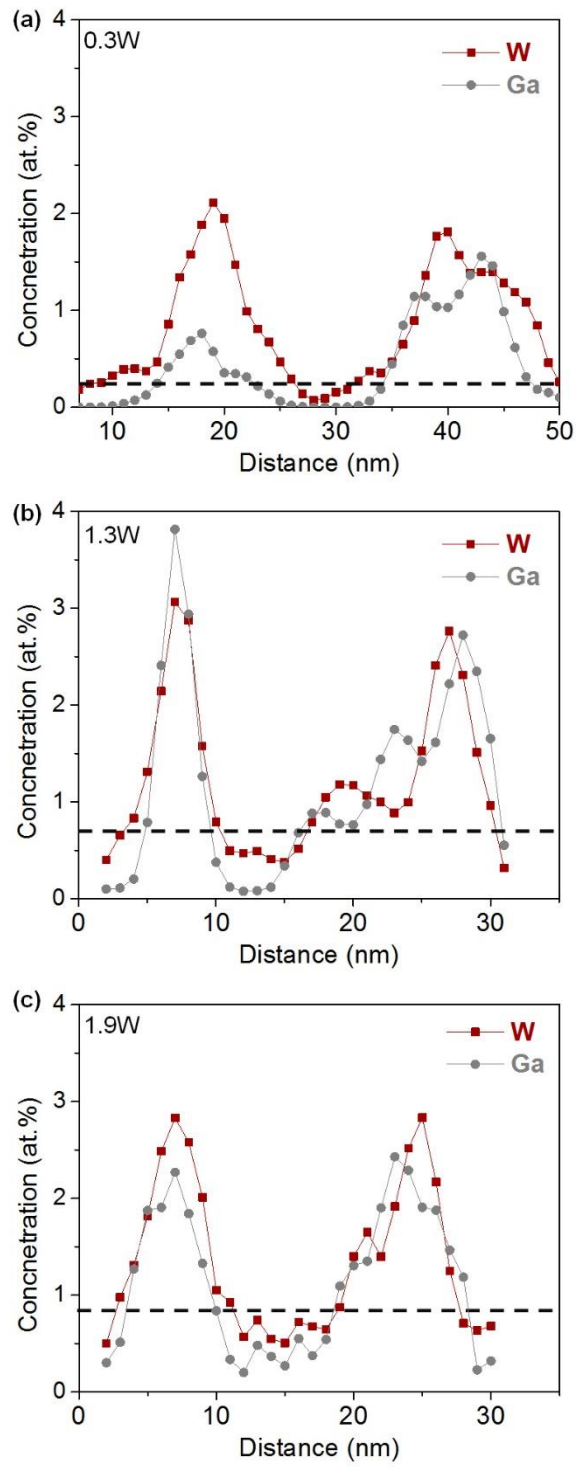 (a)
0.3W
W
Ga
4
3
2
1
0
Concnetration (at.%)
10 20 30 40 50
Distance (nm)
(b)
1.3W
W
Ga
4
3
2
1
0
Concnetration (at.%)
0 10 20 30
Distance (nm)
(c)
1.9W
W
Ga
4
3
2
1
0
Concnetration (at.%)
0 10 20 30
Distance (nm)